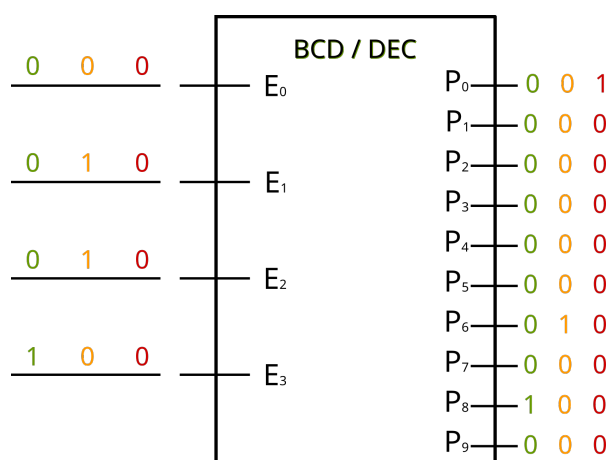 BCD / DEC
0 0 0
E₀
P₀ 0 0 1
P₁ 0 0 0
0 1 0
E₁
P₂ 0 0 0
P₃ 0 0 0
0 1 0
E₂
P₄ 0 0 0
P₅ 0 0 0
P₆ 0 1 0
1 0 0
E₃
P₇ 0 0 0
P₈ 1 0 0
P₉ 0 0 0